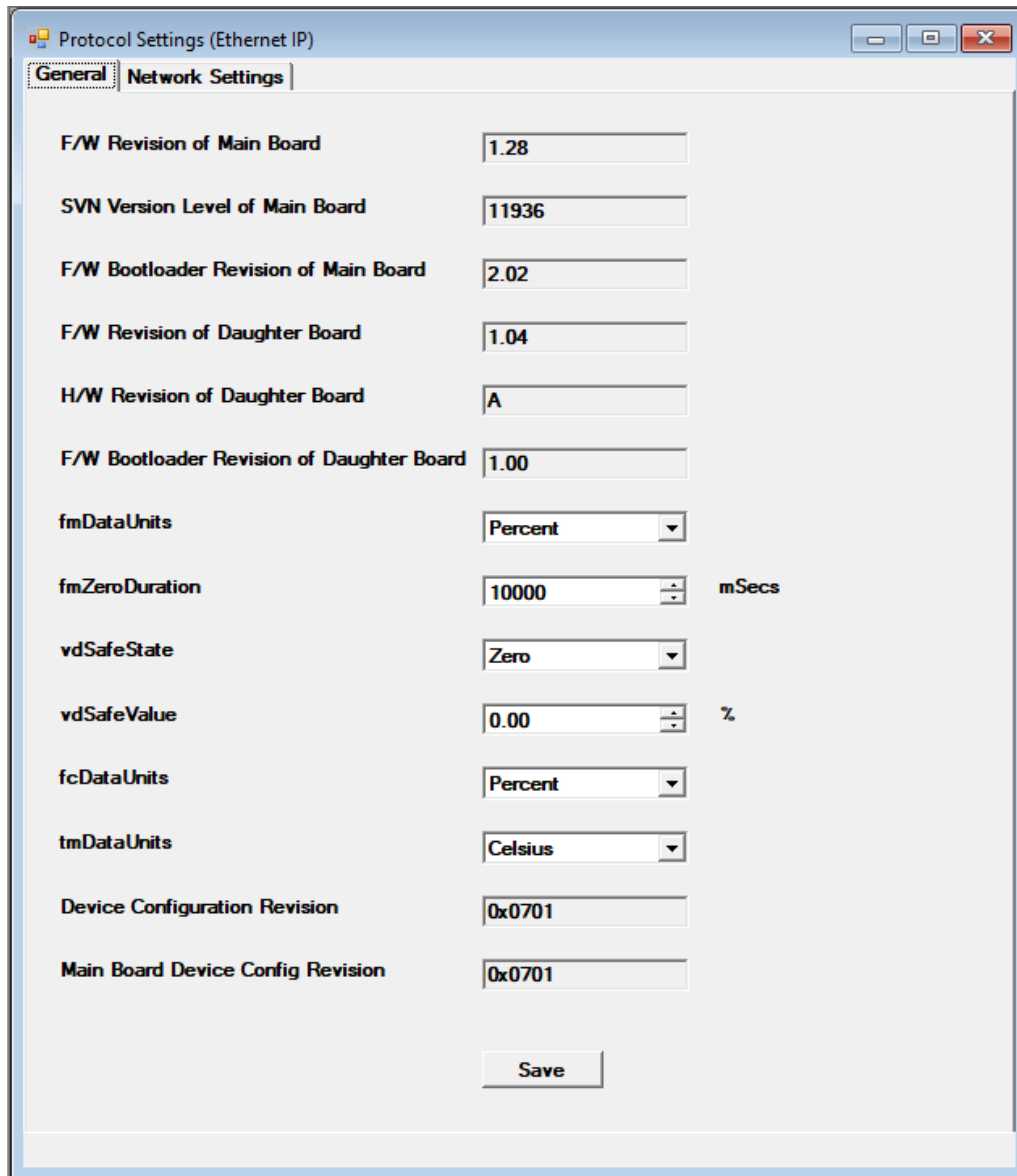 Protocol Settings (Ethernet IP)
General Network Settings
F/W Revision of Main Board 1.28
SVN Version Level of Main Board 11936
F/W Bootloader Revision of Main Board 2.02
F/W Revision of Daughter Board 1.04
H/W Revision of Daughter Board A
F/W Bootloader Revision of Daughter Board 1.00
fmDataUnits Percent
fmZeroDuration 10000 mSecs
vdSafeState Zero
vdSafeValue 0.00 %
fcDataUnits Percent
tmDataUnits Celsius
Device Configuration Revision 0x0701
Main Board Device Config Revision 0x0701
Save